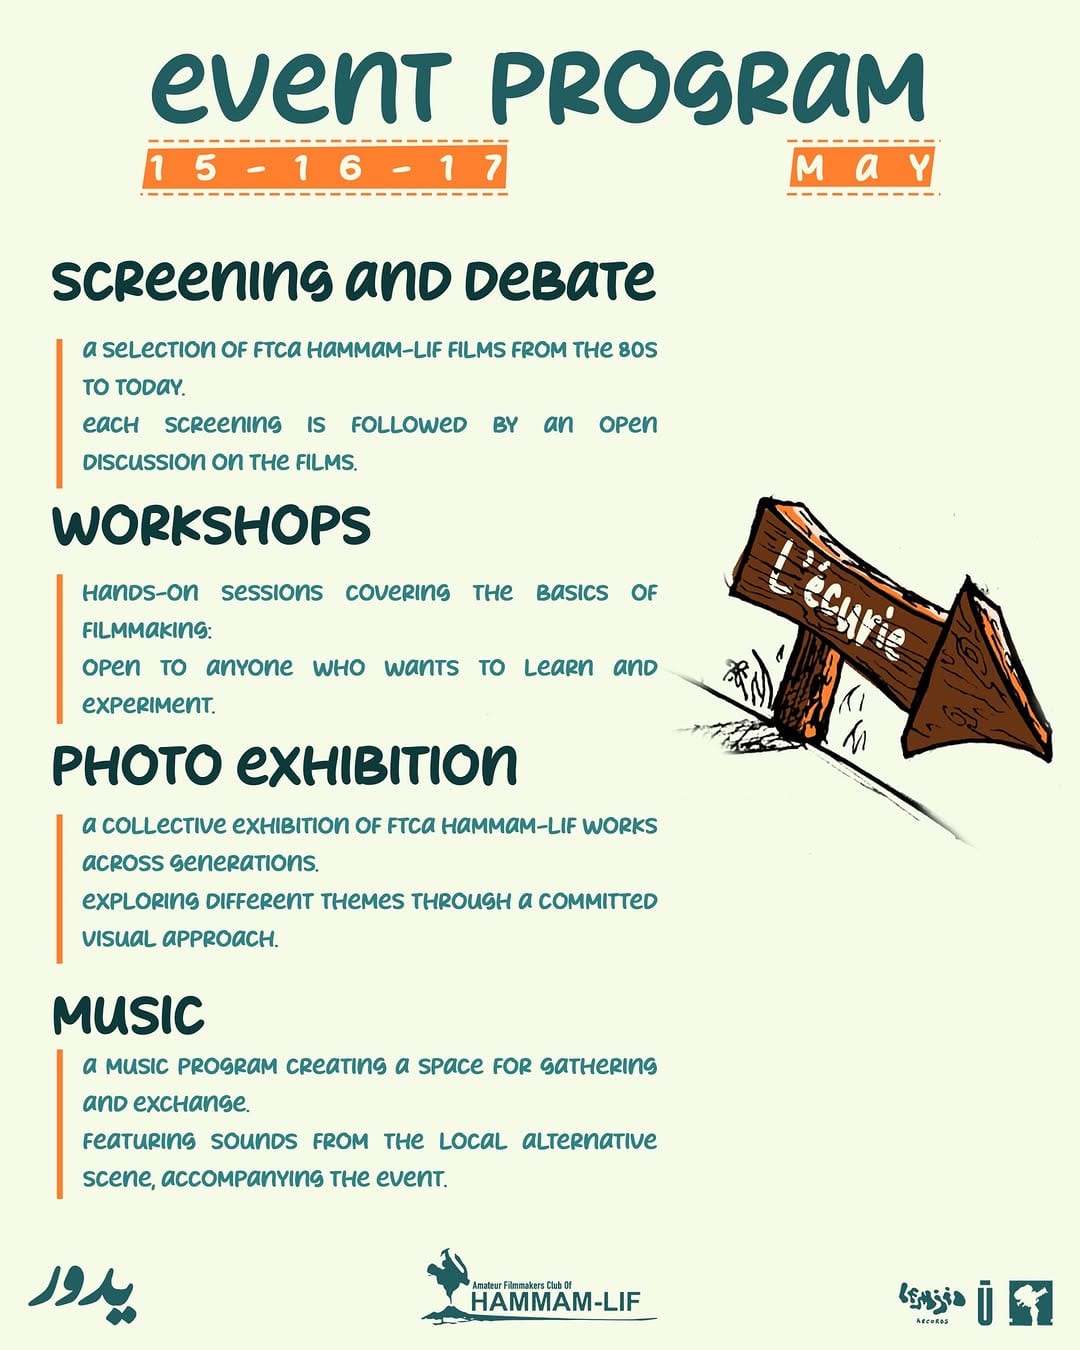 EVENT PROGRAM
15-16-17 MAY
SCREENING AND DEBATE
A SELECTION OF FTCA HAMMAM-LIF FILMS FROM THE 80S
TO TODAY.
EACH SCREENING IS FOLLOWED BY AN OPEN
DISCUSSION ON THE FILMS.
WORKSHOPS
HANDS-ON SESSIONS COVERING THE BASICS OF
FILMMAKING:
OPEN TO ANYONE WHO WANTS TO LEARN AND
EXPERIMENT.
L'écurie
PHOTO EXHIBITION
A COLLECTIVE EXHIBITION OF FTCA HAMMAM-LIF WORKS
ACROSS GENERATIONS.
EXPLORING DIFFERENT THEMES THROUGH A COMMITTED
VISUAL APPROACH.
MUSIC
A MUSIC PROGRAM CREATING A SPACE FOR GATHERING
AND EXCHANGE.
FEATURING SOUNDS FROM THE LOCAL ALTERNATIVE
SCENE, ACCOMPANYING THE EVENT.
يدور
Amateur Filmmakers Club Of
HAMMAM-LIF
RECORDS
Ū